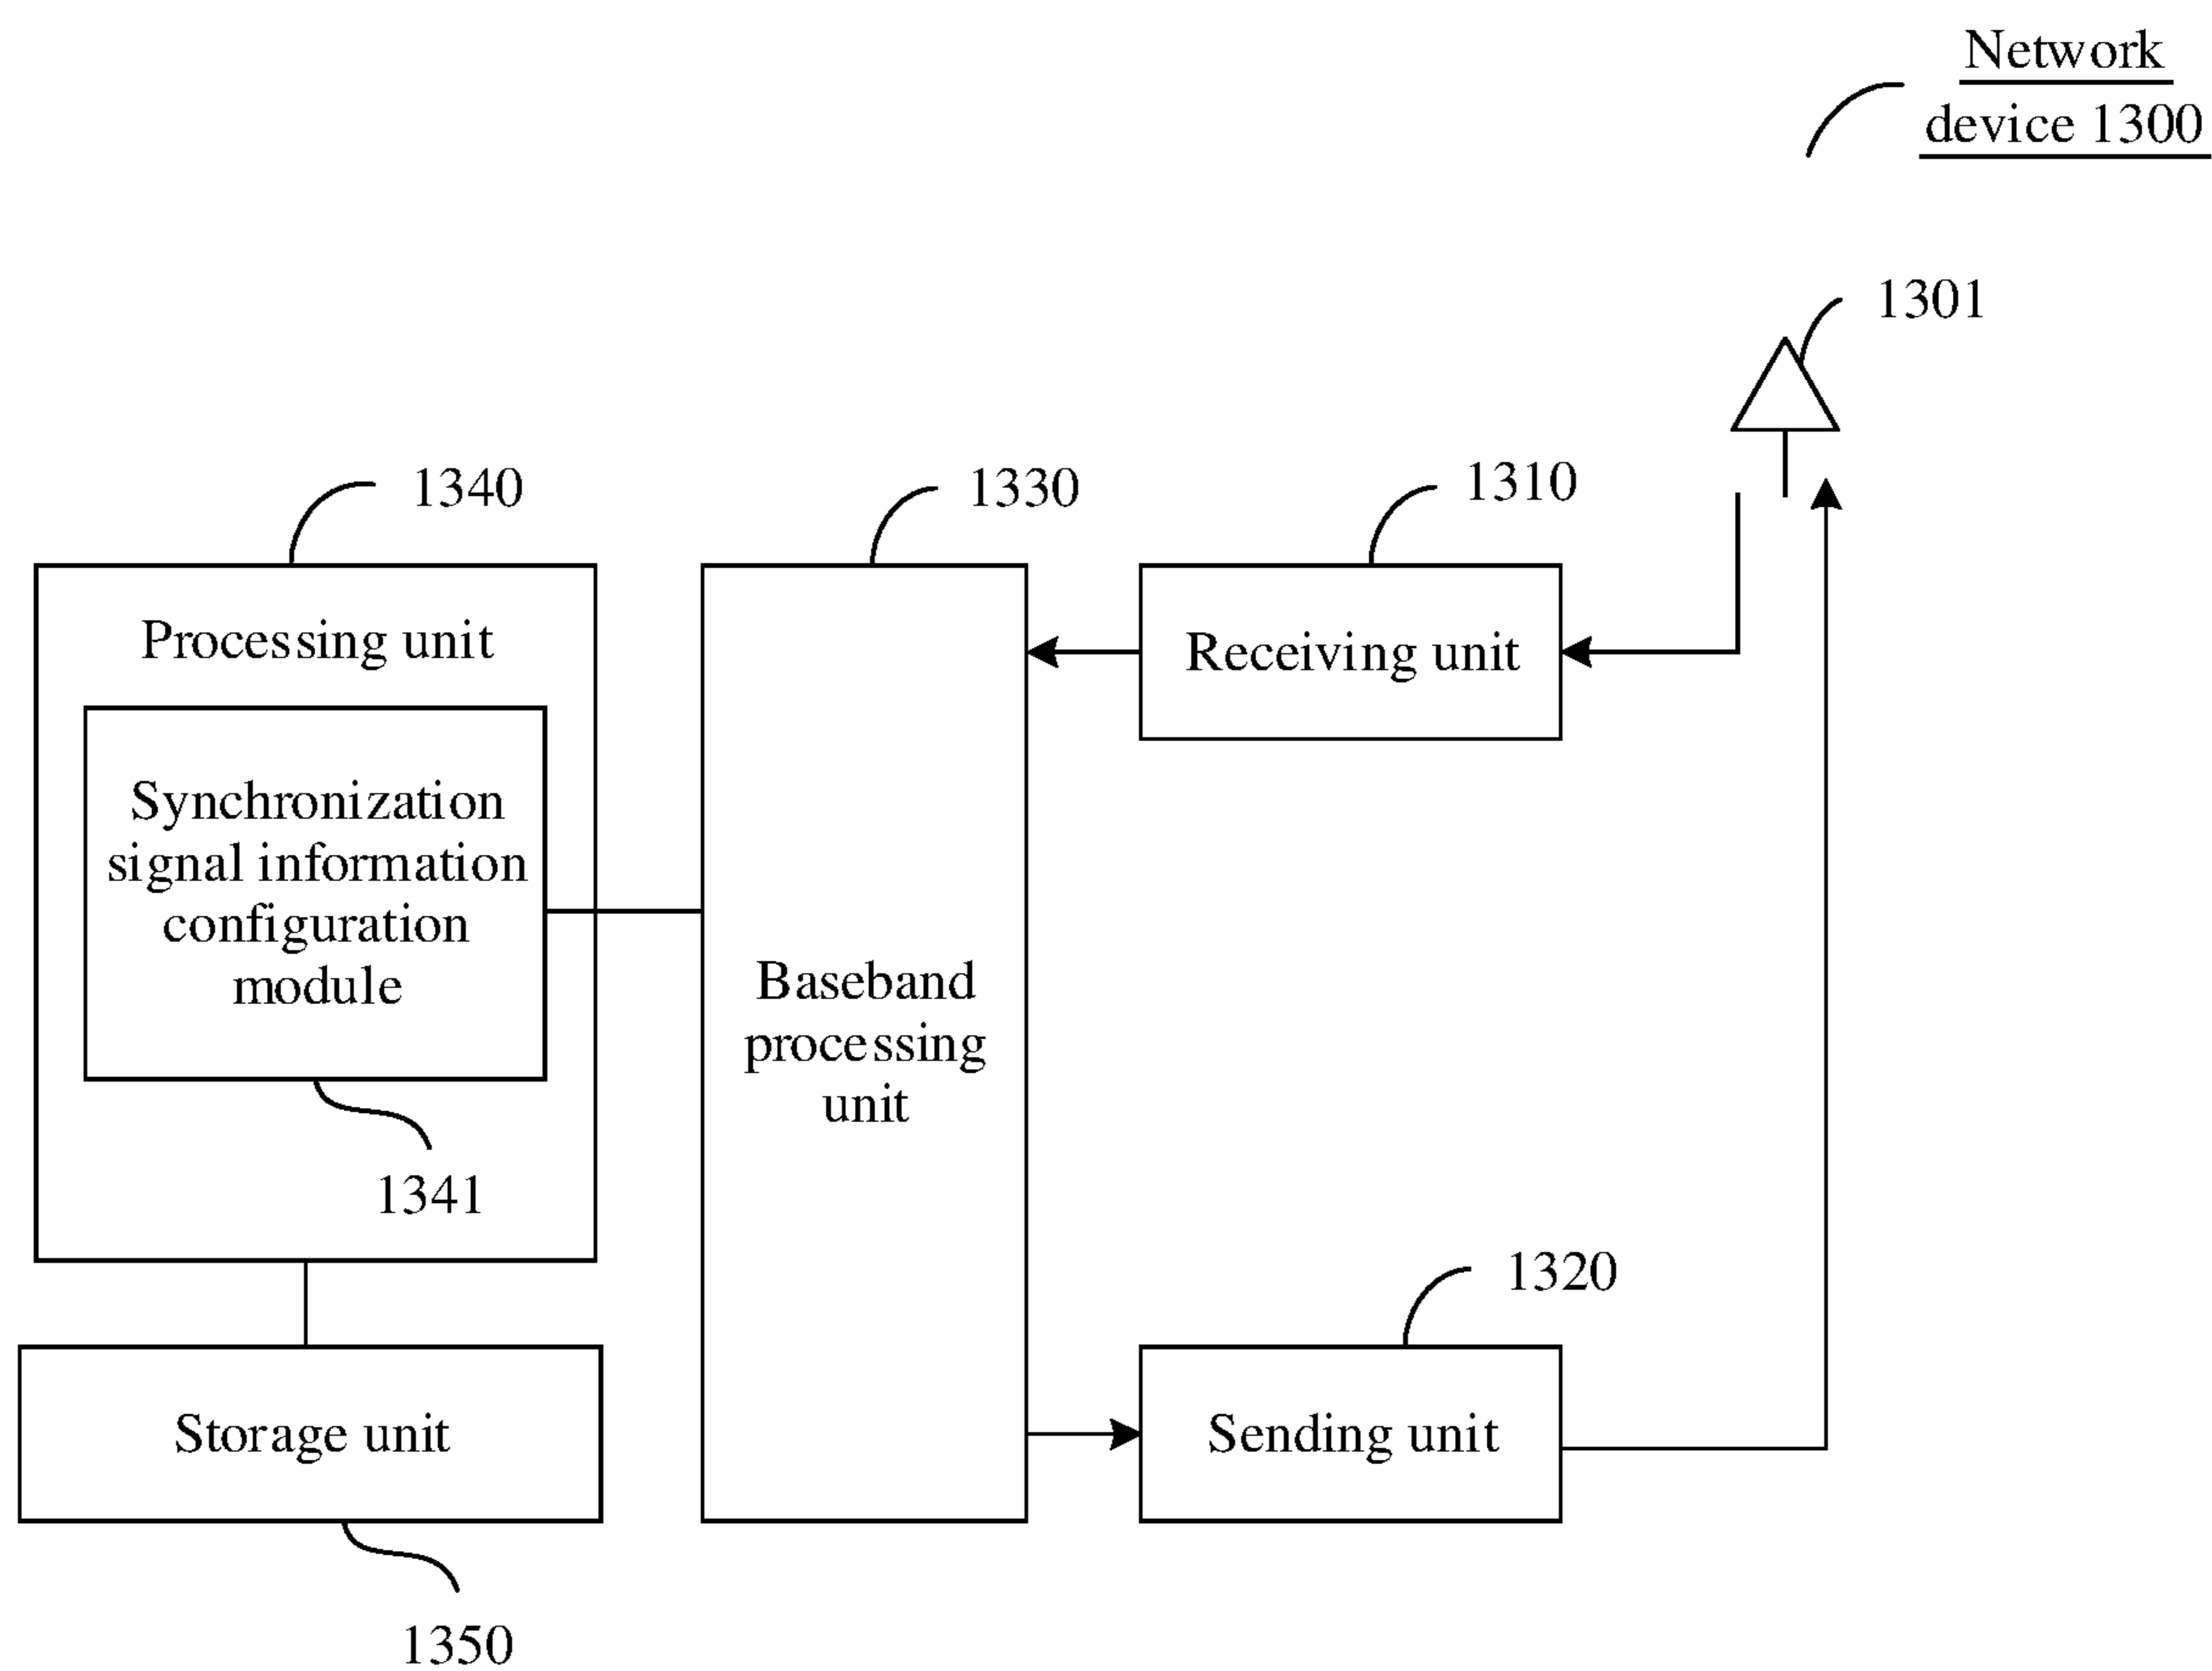 Network
device 1300
1301
1340
1330
1310
Processing unit
Receiving unit
Synchronization
signal information
configuration
module
Baseband
processing
unit
1341
1320
Storage unit
Sending unit
1350